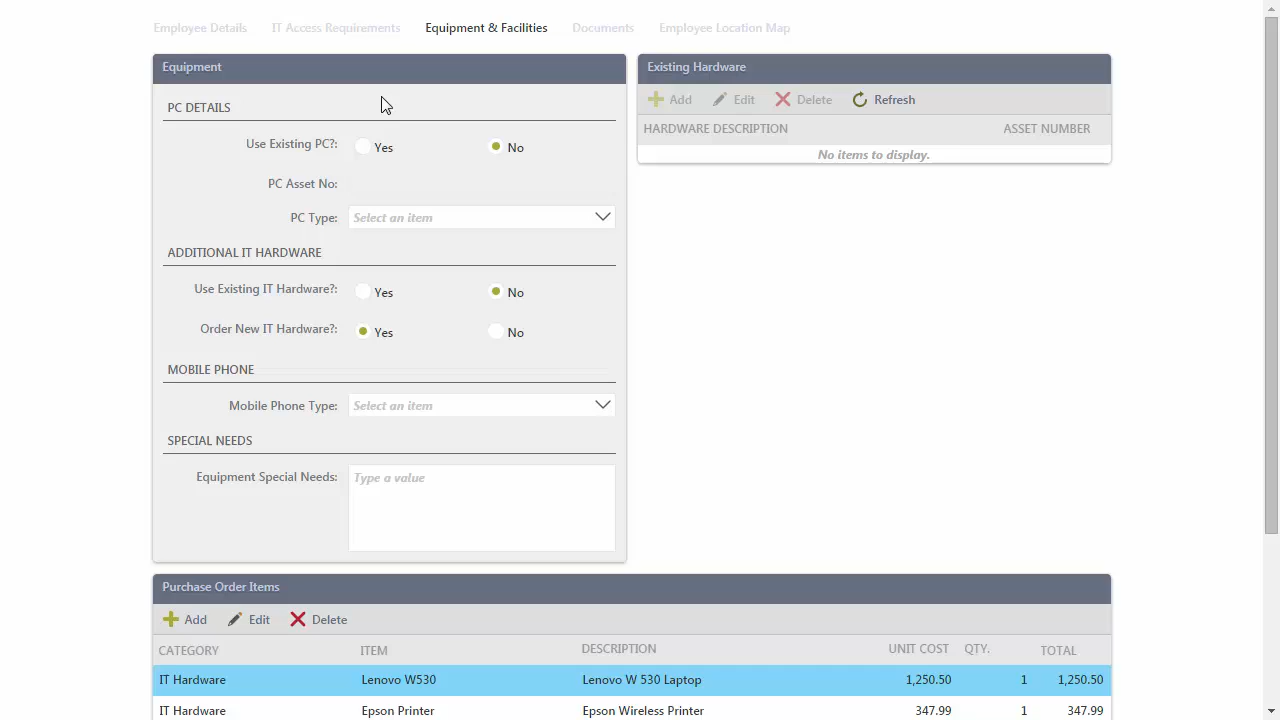 Employee Details IT Access Requirements Equipment & Facilities Documents Employee Location Map
Equipment
PC DETAILS
Use Existing PC?: Yes No
PC Asset No:
PC Type: Select an item
ADDITIONAL IT HARDWARE
Use Existing IT Hardware?: Yes No
Order New IT Hardware?: Yes No
MOBILE PHONE
Mobile Phone Type: Select an item
SPECIAL NEEDS
Equipment Special Needs: Type a value
Existing Hardware
Add Edit Delete Refresh
HARDWARE DESCRIPTION ASSET NUMBER
No items to display.
Purchase Order Items
Add Edit Delete
CATEGORY ITEM DESCRIPTION UNIT COST QTY. TOTAL
IT Hardware Lenovo W530 Lenovo W 530 Laptop 1,250.50 1 1,250.50
IT Hardware Epson Printer Epson Wireless Printer 347.99 1 347.99